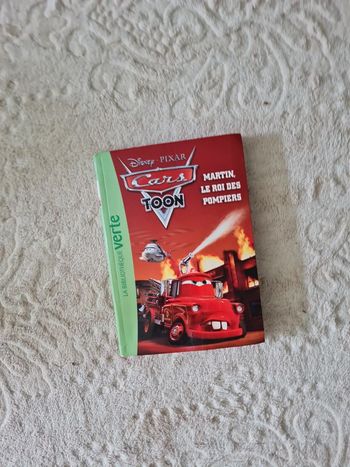 Disney · PIXAR
Cars
TOON
MARTIN,
LE ROI DES
POMPIERS
LA BIBLIOTHÈQUE verte